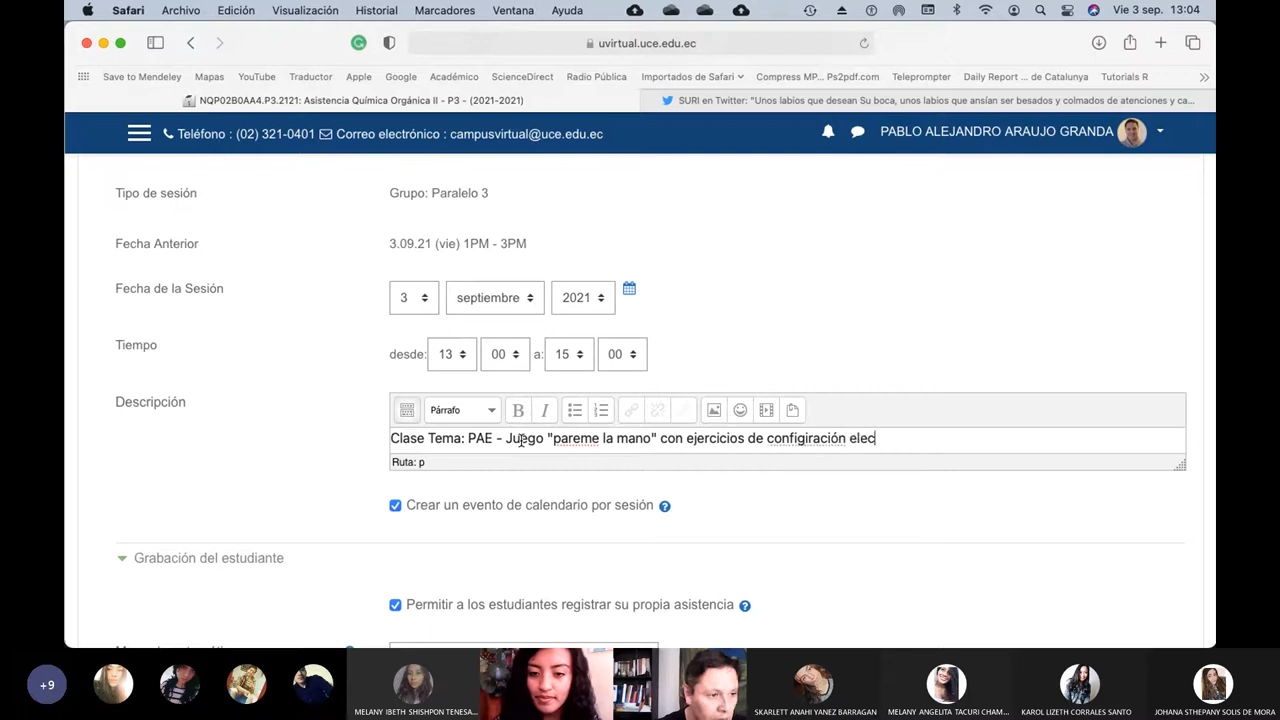 Safari Archivo Edición Visualización Historial Marcadores Ventana Ayuda Vie 3 sep. 13:04
uvirtual.uce.edu.ec
Save to Mendeley Mapas YouTube Traductor Apple Google Académico ScienceDirect Radio Pública Importados de Safari Compress MP... Ps2pdf.com Teleprompter Daily Report ... de Catalunya Tutorials R
NQP02B0AA4.P3.2121: Asistencia Química Orgánica II - P3 - (2021-2021) SURI en Twitter: "Unos labios que desean Su boca, unos labios que ansían ser besados y colmados de atenciones y ca...
Teléfono : (02) 321-0401 Correo electrónico : campusvirtual@uce.edu.ec PABLO ALEJANDRO ARAUJO GRANDA
Tipo de sesión Grupo: Paralelo 3
Fecha Anterior 3.09.21 (vie) 1PM - 3PM
Fecha de la Sesión 3 septiembre 2021
Tiempo desde: 13 00 a: 15 00
Descripción
Párrafo B I
Clase Tema: PAE - Juego "pareme la mano" con ejercicios de configiración elec
Ruta: p
Crear un evento de calendario por sesión ?
Grabación del estudiante
Permitir a los estudiantes registrar su propia asistencia ?
+9
MELANY IBETH SHISHPON TENESA... SKARLETT ANAHI YANEZ BARRAGAN MELANY ANGELITA TACURI CHAM... KAROL LIZETH CORRALES SANTO JOHANA STHEPANY SOLIS DE MORA